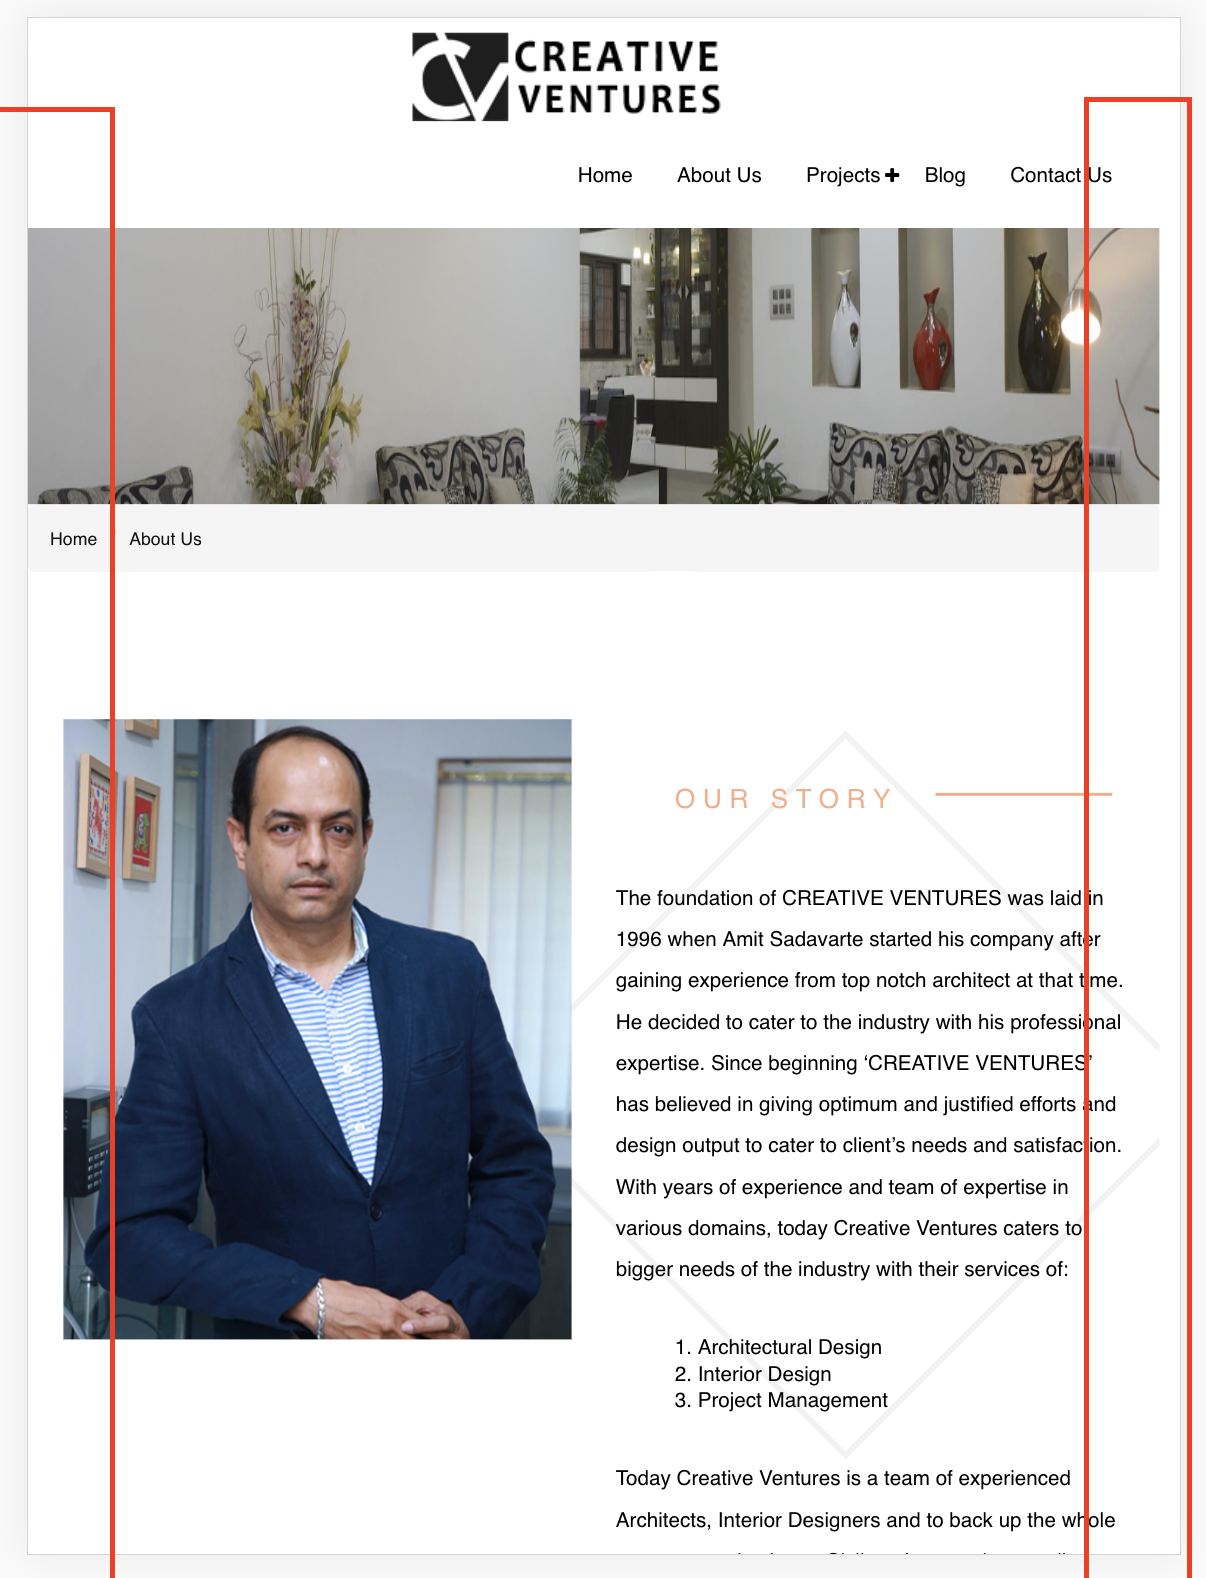 CREATIVE
VENTURES
Home About Us Projects Blog Contact Us
Home About Us
OUR STORY
The foundation of CREATIVE VENTURES was laid in
1996 when Amit Sadavarte started his company after
gaining experience from top notch architect at that time.
He decided to cater to the industry with his professional
expertise. Since beginning ‘CREATIVE VENTURES’
has believed in giving optimum and justified efforts and
design output to cater to client’s needs and satisfaction.
With years of experience and team of expertise in
various domains, today Creative Ventures caters to
bigger needs of the industry with their services of:
1. Architectural Design
2. Interior Design
3. Project Management
Today Creative Ventures is a team of experienced
Architects, Interior Designers and to back up the whole